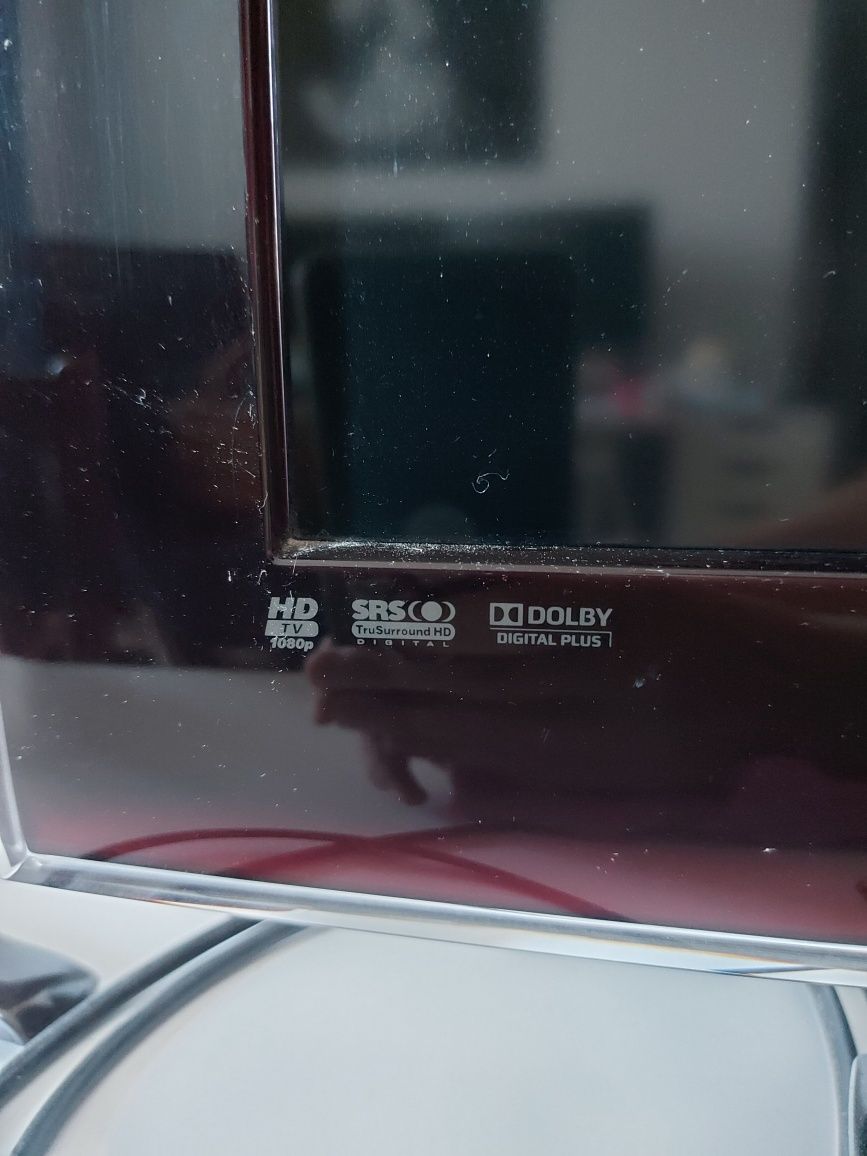 HD
TV
1080p
SRS
TruSurround HD
DIGITAL
DOLBY
DIGITAL PLUS